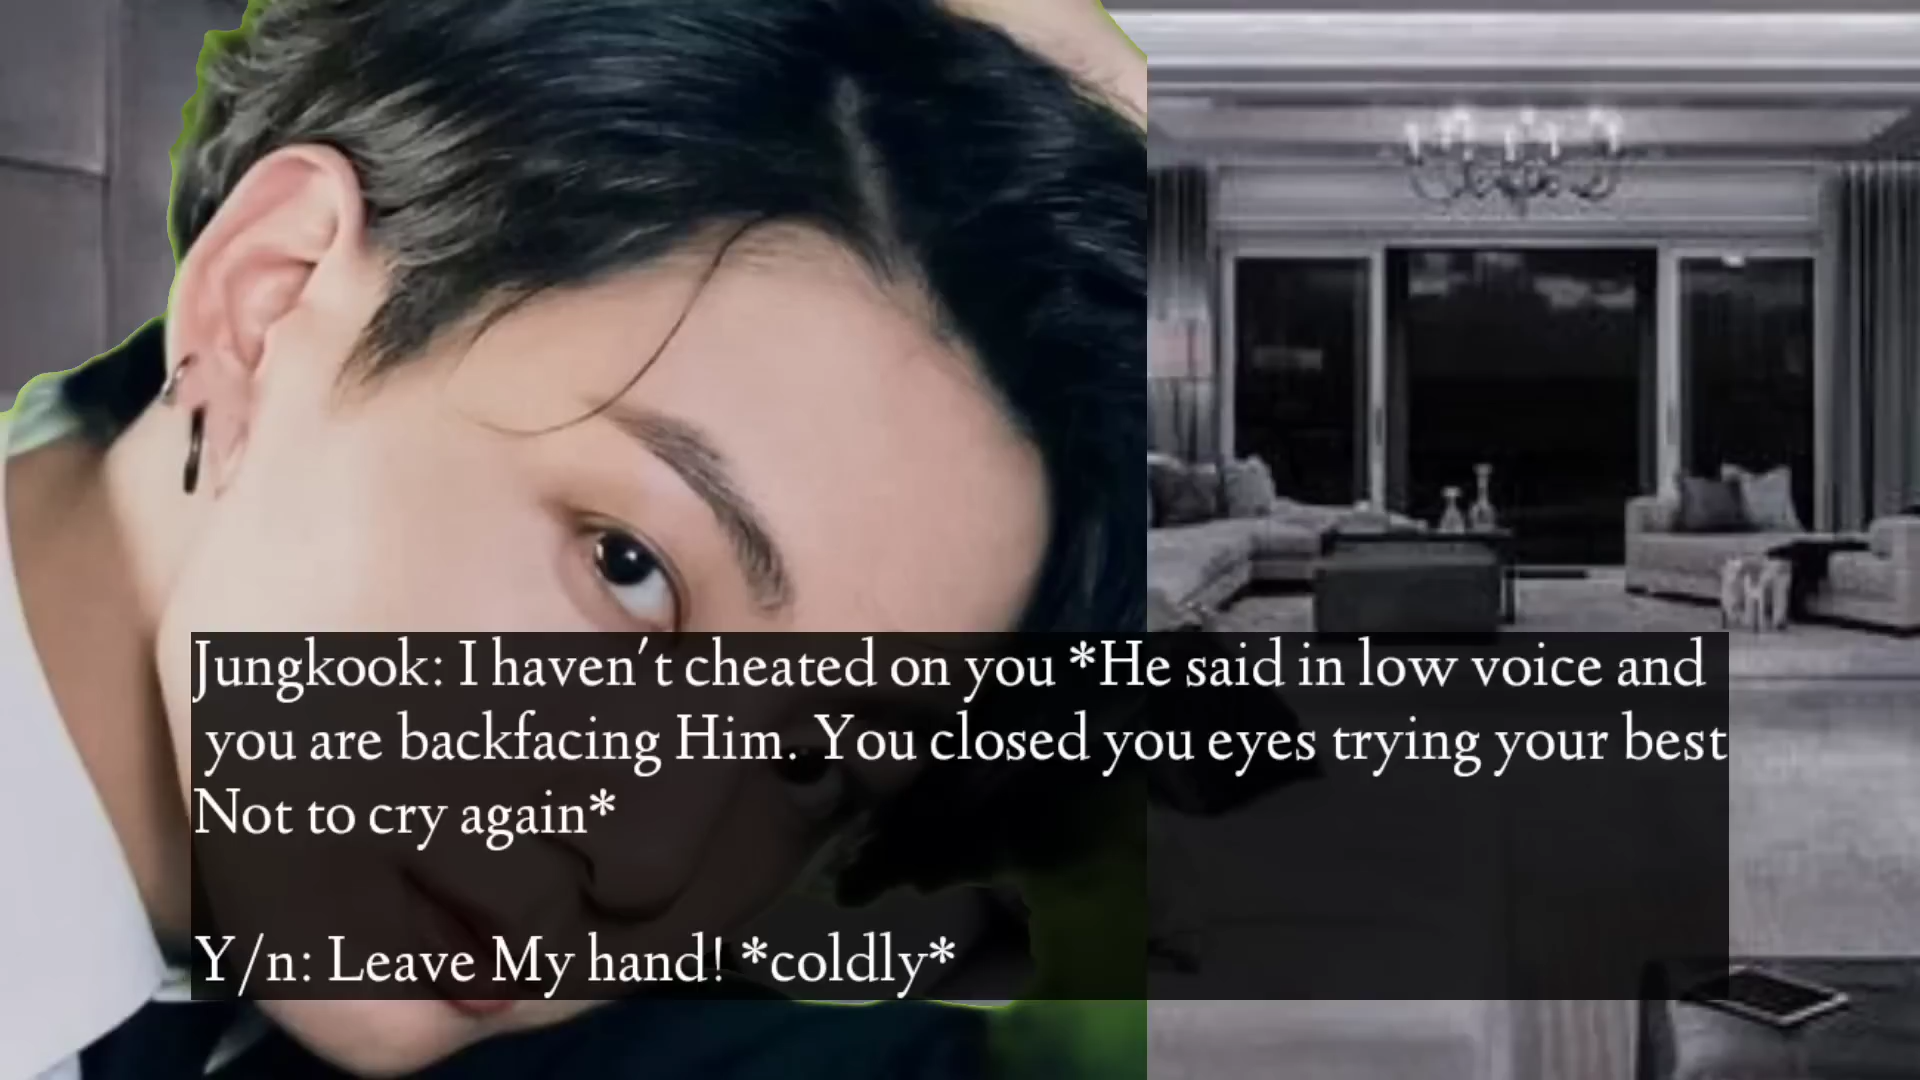 Jungkook: I haven't cheated on you *He said in low voice and
you are backfacing Him. You closed you eyes trying your best
Not to cry again*
Y/n: Leave My hand! *coldly*